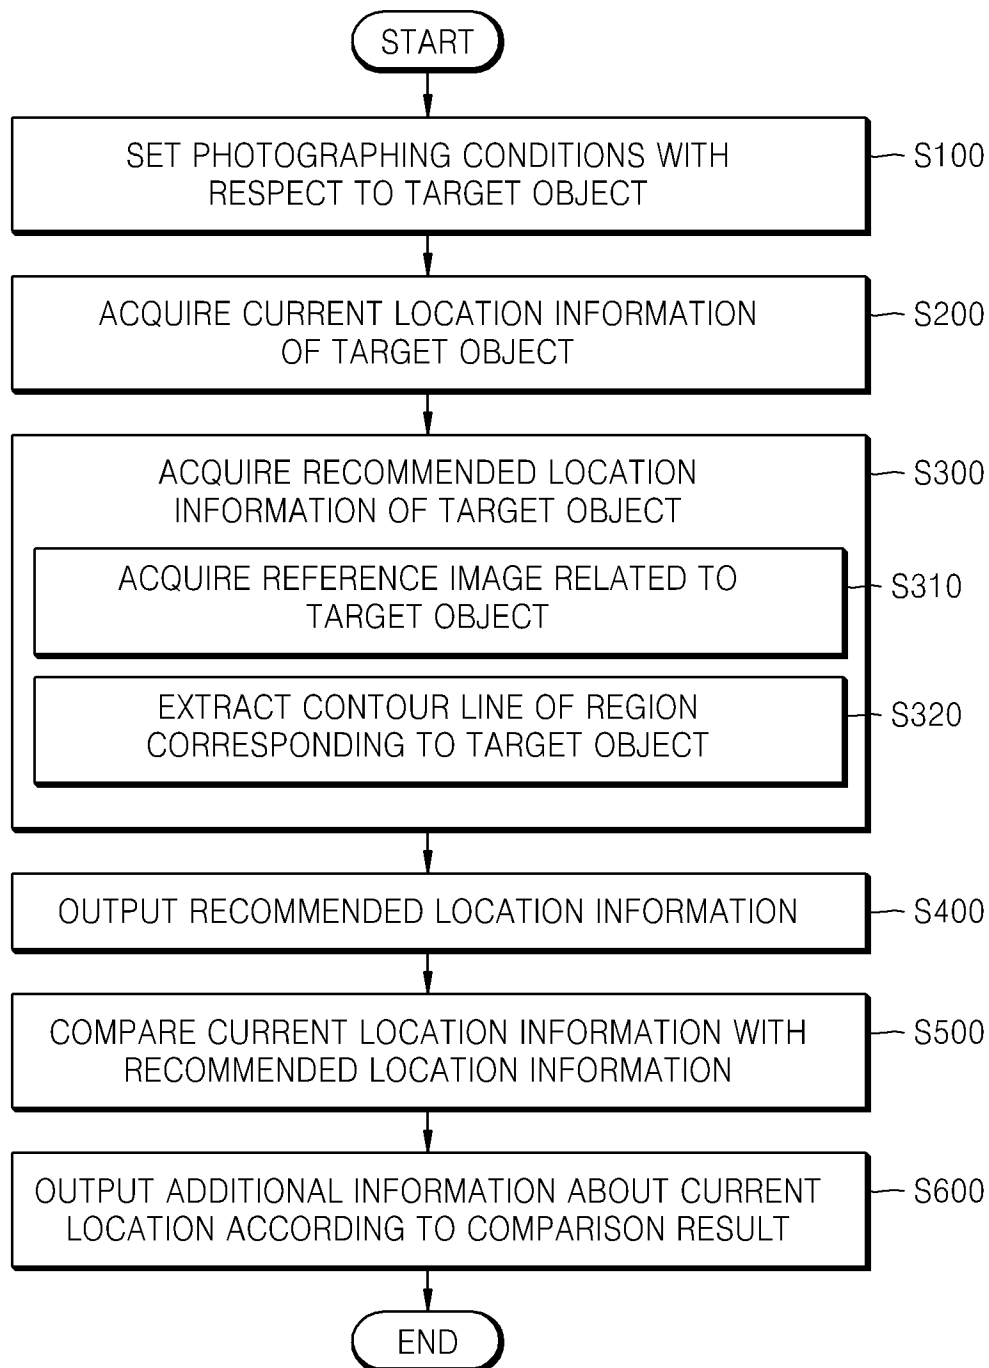 START
SET PHOTOGRAPHING CONDITIONS WITH
RESPECT TO TARGET OBJECT
S100
ACQUIRE CURRENT LOCATION INFORMATION
OF TARGET OBJECT
S200
ACQUIRE RECOMMENDED LOCATION
INFORMATION OF TARGET OBJECT
S300
ACQUIRE REFERENCE IMAGE RELATED TO
TARGET OBJECT
S310
EXTRACT CONTOUR LINE OF REGION
CORRESPONDING TO TARGET OBJECT
S320
OUTPUT RECOMMENDED LOCATION INFORMATION
S400
COMPARE CURRENT LOCATION INFORMATION WITH
RECOMMENDED LOCATION INFORMATION
S500
OUTPUT ADDITIONAL INFORMATION ABOUT CURRENT
LOCATION ACCORDING TO COMPARISON RESULT
S600
END